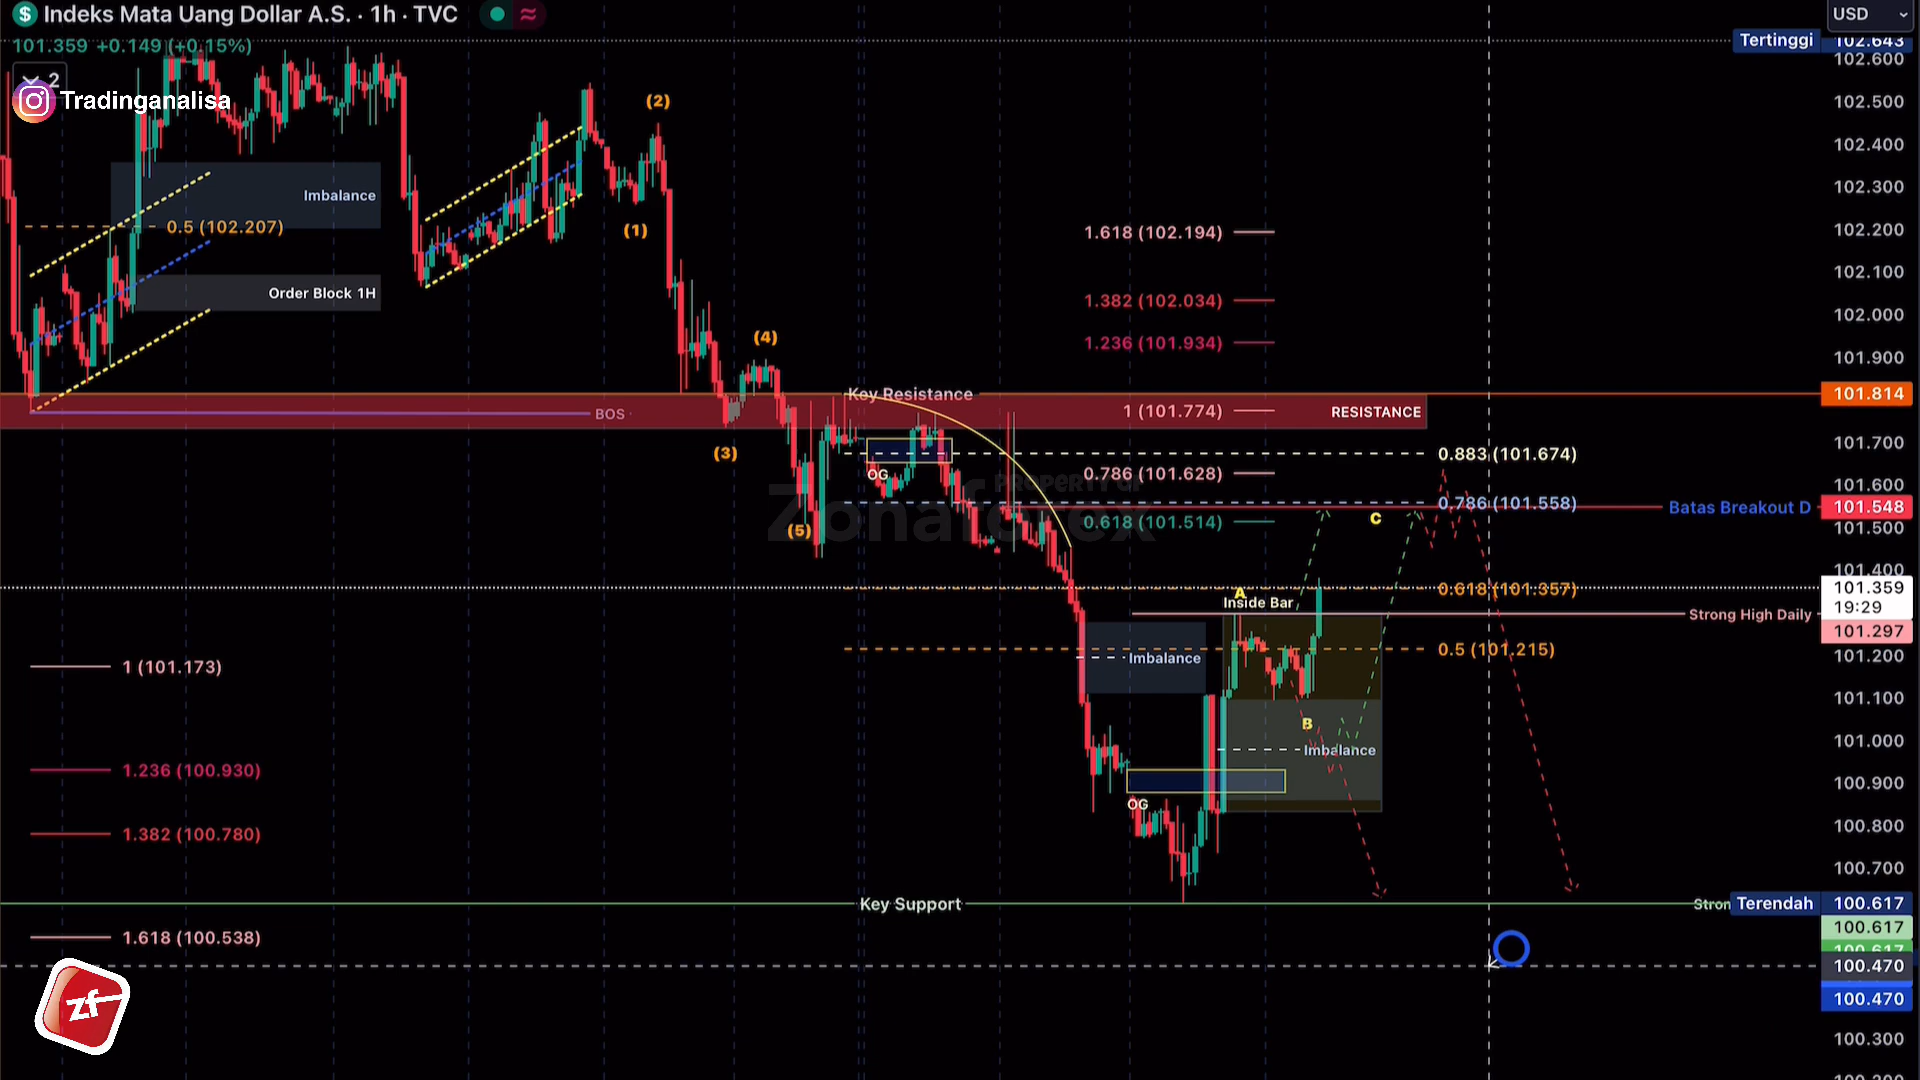 $ Indeks Mata Uang Dollar A.S. · 1h · TVC
USD
101.359 +0.149 (+0.15%)
Tertinggi 102.643
2
Tradinganalisa
102.600
102.500
102.400
102.300
102.200
102.100
102.000
101.900
101.814
101.700
101.600
101.548
101.500
101.400
101.359
19:29
101.297
101.200
101.100
101.000
100.900
100.800
100.700
Terendah 100.617
100.617
100.617
100.470
100.470
100.300
Imbalance
0.5 (102.207)
Order Block 1H
(2)
(1)
(4)
(3)
(5)
1.618 (102.194)
1.382 (102.034)
1.236 (101.934)
Key Resistance
BOS
1 (101.774)
RESISTANCE
0.883 (101.674)
OG
0.786 (101.628)
PROPERTY OF
Zonaforex
0.786 (101.558)
Batas Breakout D
0.618 (101.514)
C
A
0.618 (101.357)
Inside Bar
Strong High Daily
Imbalance
0.5 (101.215)
1 (101.173)
B
Imbalance
1.236 (100.930)
OG
1.382 (100.780)
Key Support
1.618 (100.538)
zf